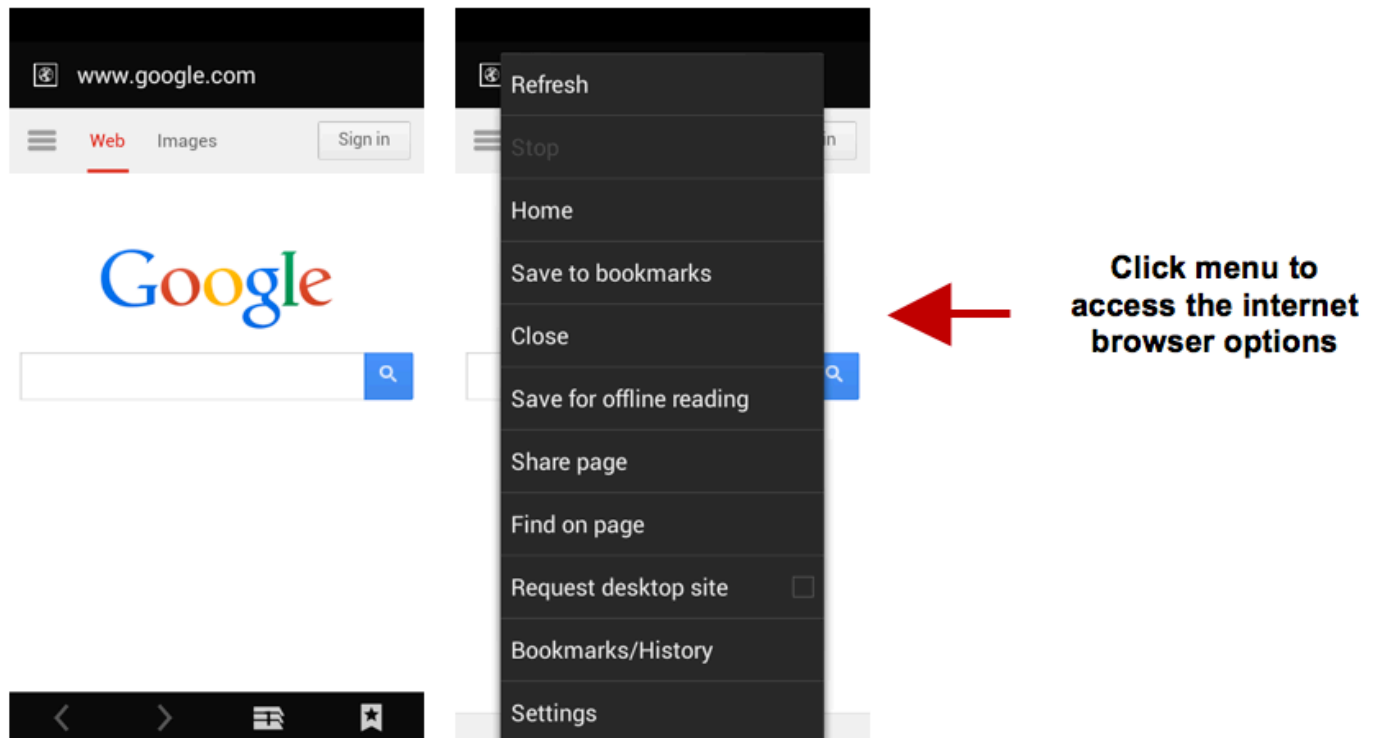 www.google.com
Web Images Sign in
Google
Refresh
Stop
in
Home
Save to bookmarks
Close
Save for offline reading
Share page
Find on page
Request desktop site
Bookmarks/History
Settings
Click menu to
access the internet
browser options